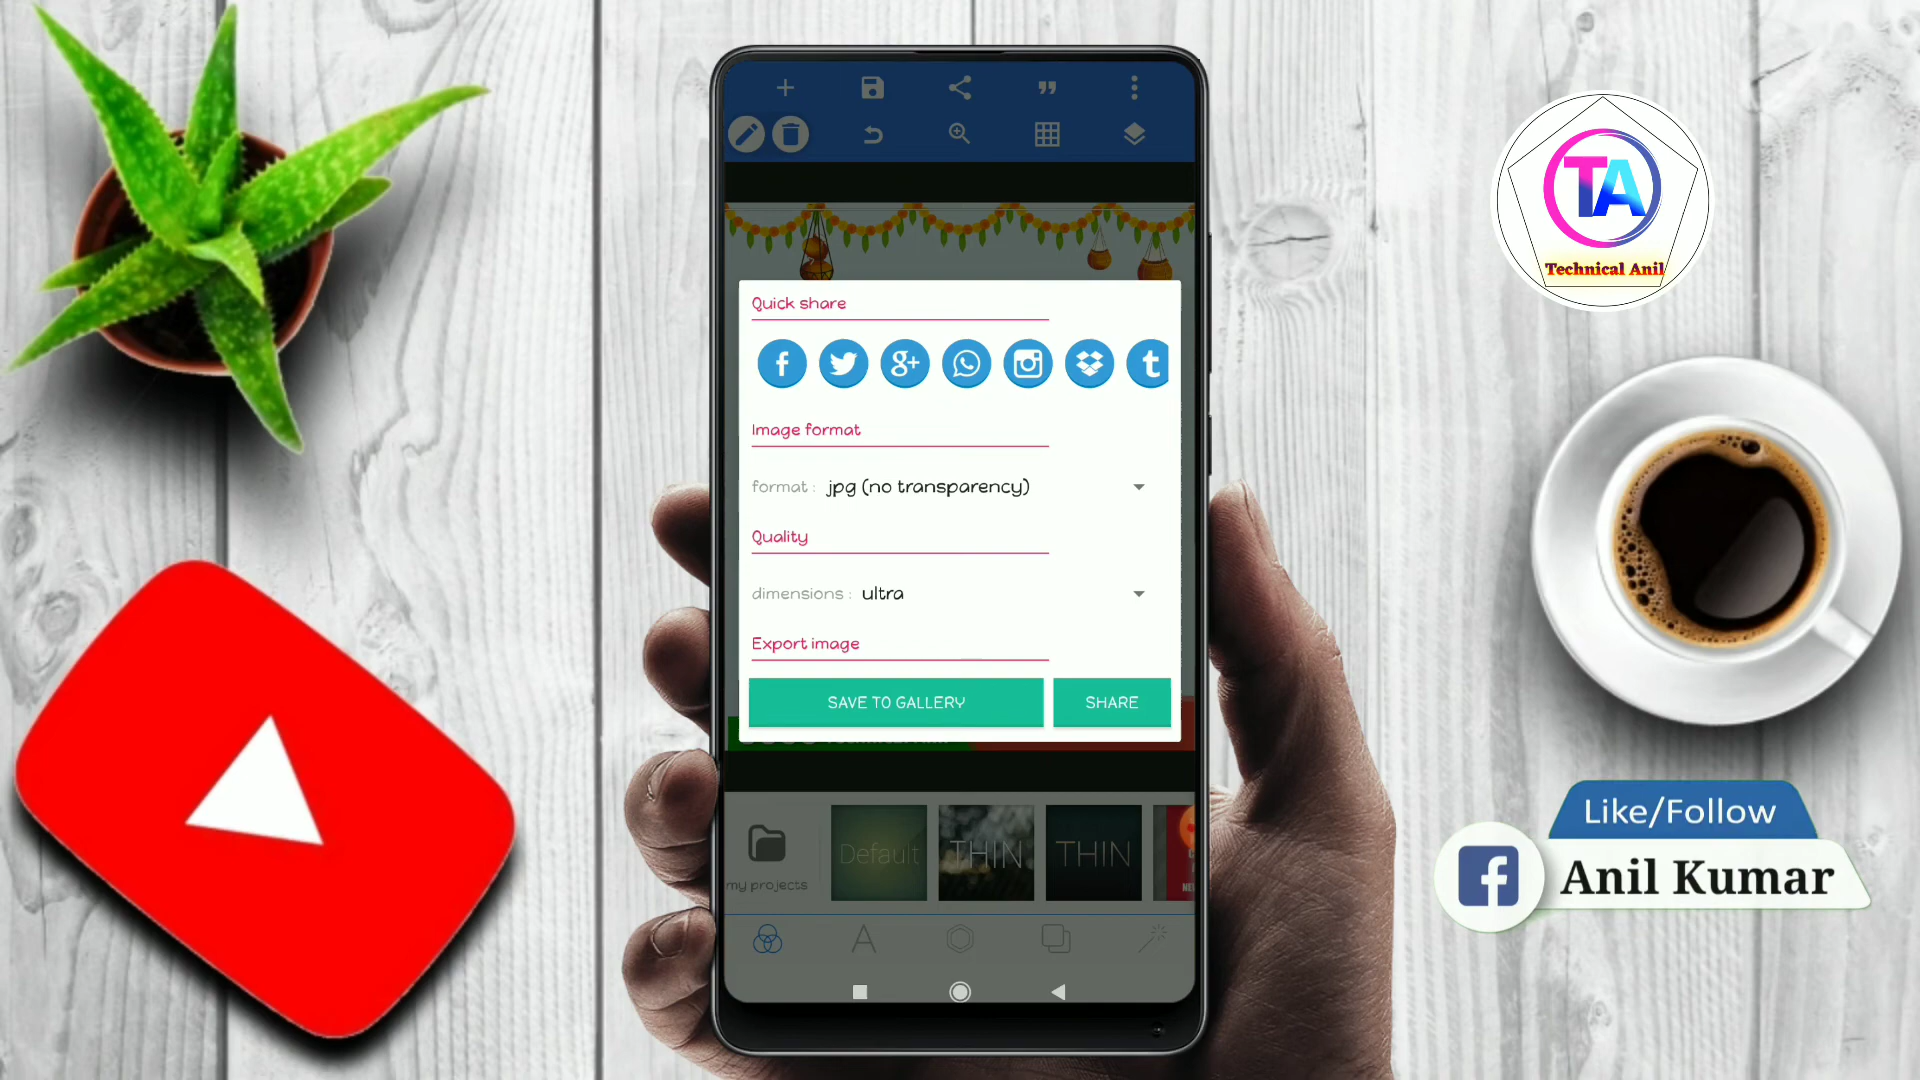 Quick share
Image format
format : jpg (no transparency)
Quality
dimensions : ultra
Export image
SAVE TO GALLERY
SHARE
my projects
Default
THIN
THIN
TA
Technical Anil
Like/Follow
Anil Kumar